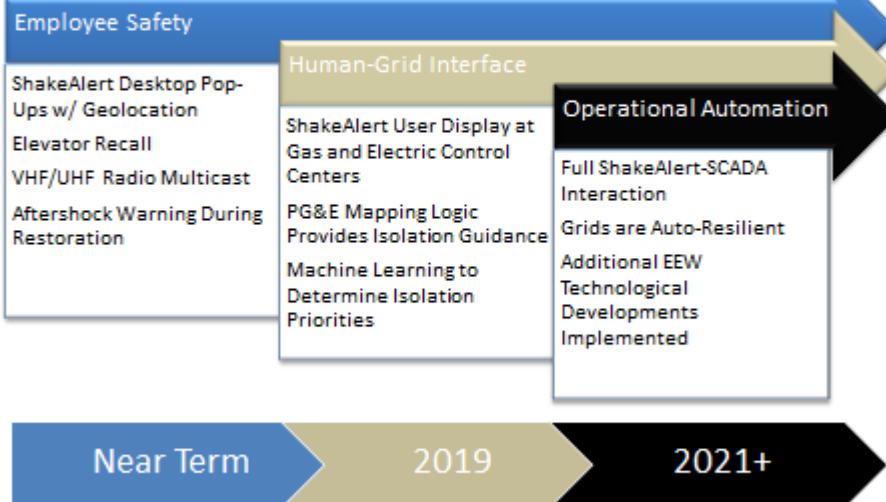 Employee Safety
ShakeAlert Desktop Pop-
Ups w/ Geolocation
Elevator Recall
VHF/UHF Radio Multicast
Aftershock Warning During
Restoration
Human-Grid Interface
ShakeAlert User Display at
Gas and Electric Control
Centers
PG&E Mapping Logic
Provides Isolation Guidance
Machine Learning to
Determine Isolation
Priorities
Operational Automation
Full ShakeAlert-SCADA
Interaction
Grids are Auto-Resilient
Additional EEW
Technological
Developments
Implemented
Near Term
2019
2021+